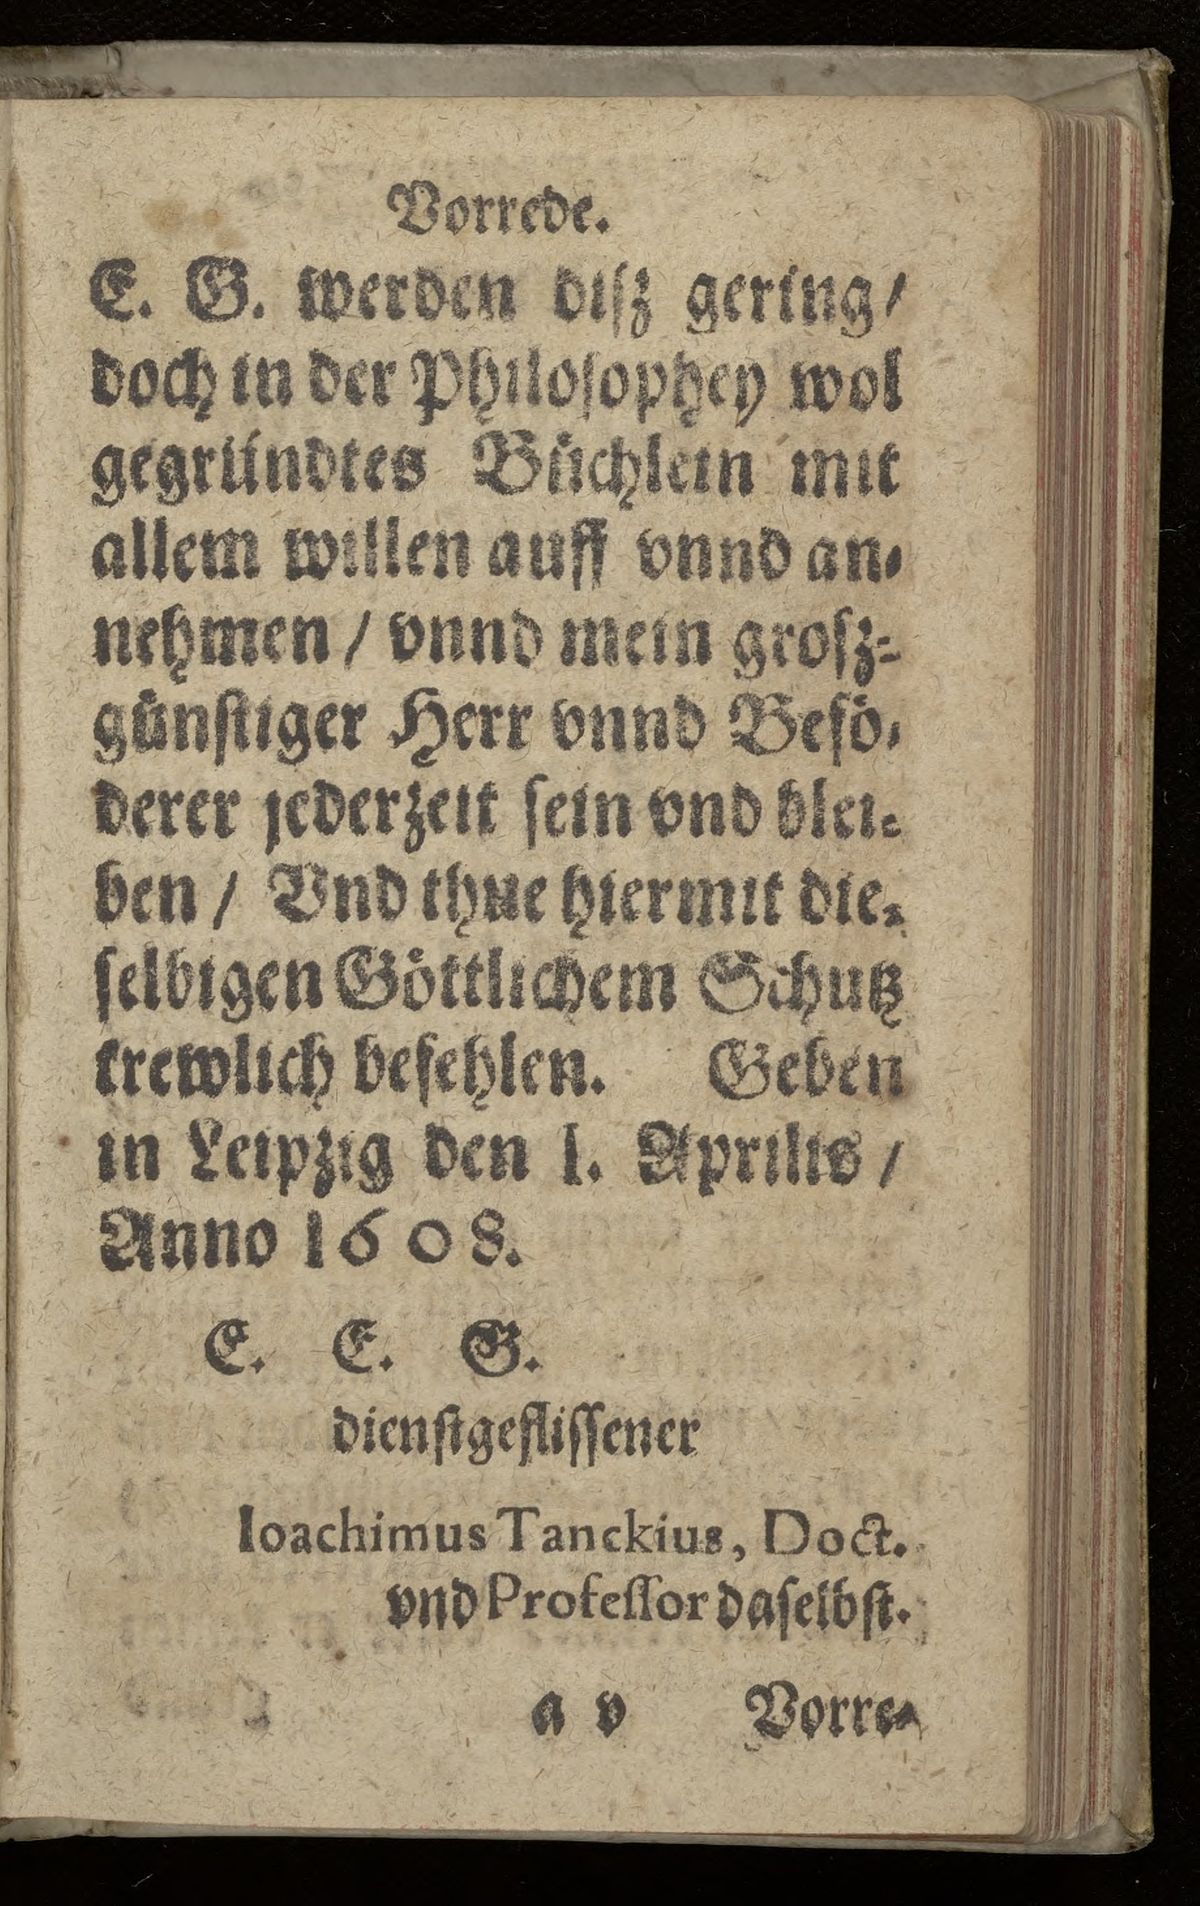 Vorrede.
E. G. werden diſz gering/
doch in der Philoſophey wol
gegründtes Büchlein mit
allem willen auff vnnd an⸗
nehmen / vnnd mein groſz⸗
günſtiger Herr vnnd Befö⸗
derer jederzeit ſein vnd blei⸗
ben / Vnd thue hiermit die⸗
ſelbigen Göttlichem Schutz
trewlich befehlen. Geben
in Leipzig den 1. Aprilis /
Anno 1608.
E. E. G.
dienſtgefliſſener
Ioachimus Tanckius, Doct.
vnd Profeſſor daſelbſt.
a v Vorre⸗